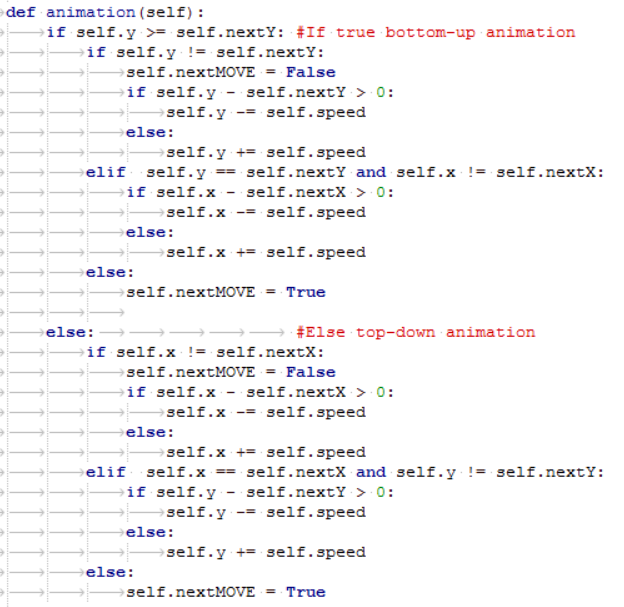 def animation(self):
if self.y >= self.nextY: #If true bottom-up animation
if self.y != self.nextY:
self.nextMOVE = False
if self.y - self.nextY > 0:
self.y -= self.speed
else:
self.y += self.speed
elif self.y == self.nextY and self.x != self.nextX:
if self.x - self.nextX > 0:
self.x -= self.speed
else:
self.x += self.speed
else:
self.nextMOVE = True
else: #Else top-down animation
if self.x != self.nextX:
self.nextMOVE = False
if self.x - self.nextX > 0:
self.x -= self.speed
else:
self.x += self.speed
elif self.x == self.nextX and self.y != self.nextY:
if self.y - self.nextY > 0:
self.y -= self.speed
else:
self.y += self.speed
else:
self.nextMOVE = True